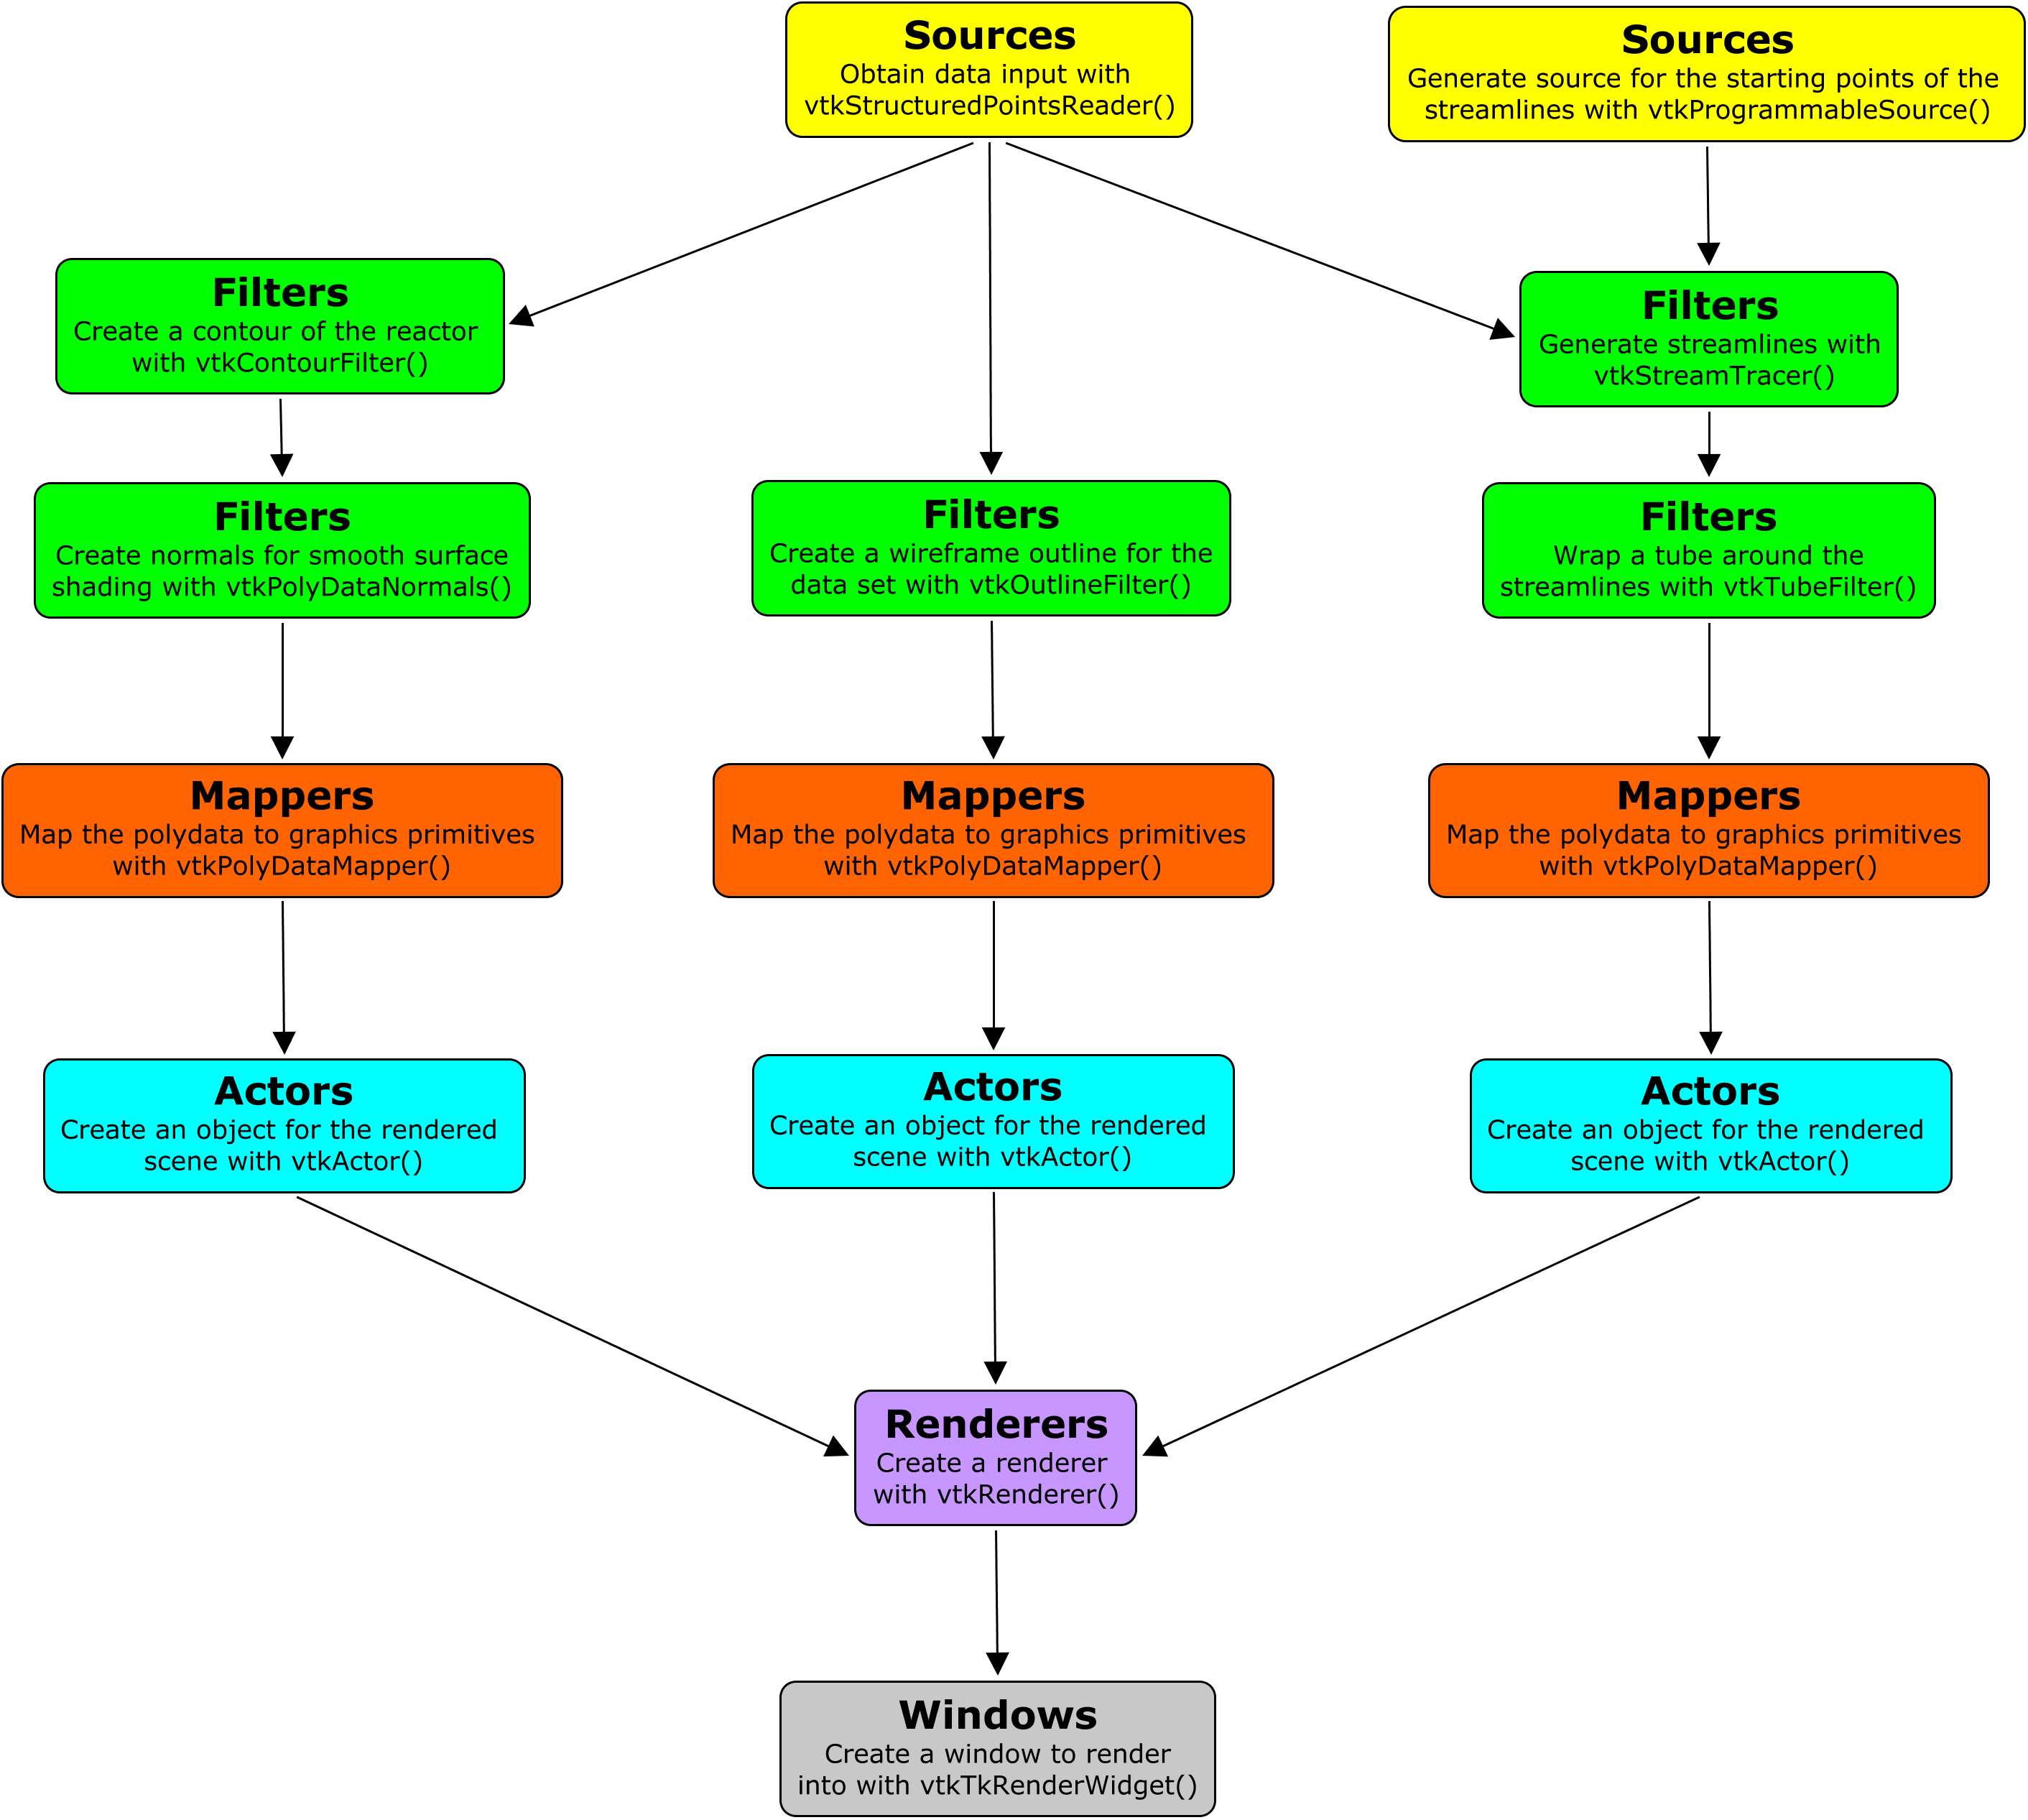 Sources
Obtain data input with
vtkStructuredPointsReader()
Sources
Generate source for the starting points of the
streamlines with vtkProgrammableSource()
Filters
Create a contour of the reactor
with vtkContourFilter()
Filters
Generate streamlines with
vtkStreamTracer()
Filters
Create normals for smooth surface
shading with vtkPolyDataNormals()
Filters
Create a wireframe outline for the
data set with vtkOutlineFilter()
Filters
Wrap a tube around the
streamlines with vtkTubeFilter()
Mappers
Map the polydata to graphics primitives
with vtkPolyDataMapper()
Mappers
Map the polydata to graphics primitives
with vtkPolyDataMapper()
Mappers
Map the polydata to graphics primitives
with vtkPolyDataMapper()
Actors
Create an object for the rendered
scene with vtkActor()
Actors
Create an object for the rendered
scene with vtkActor()
Actors
Create an object for the rendered
scene with vtkActor()
Renderers
Create a renderer
with vtkRenderer()
Windows
Create a window to render
into with vtkTkRenderWidget()